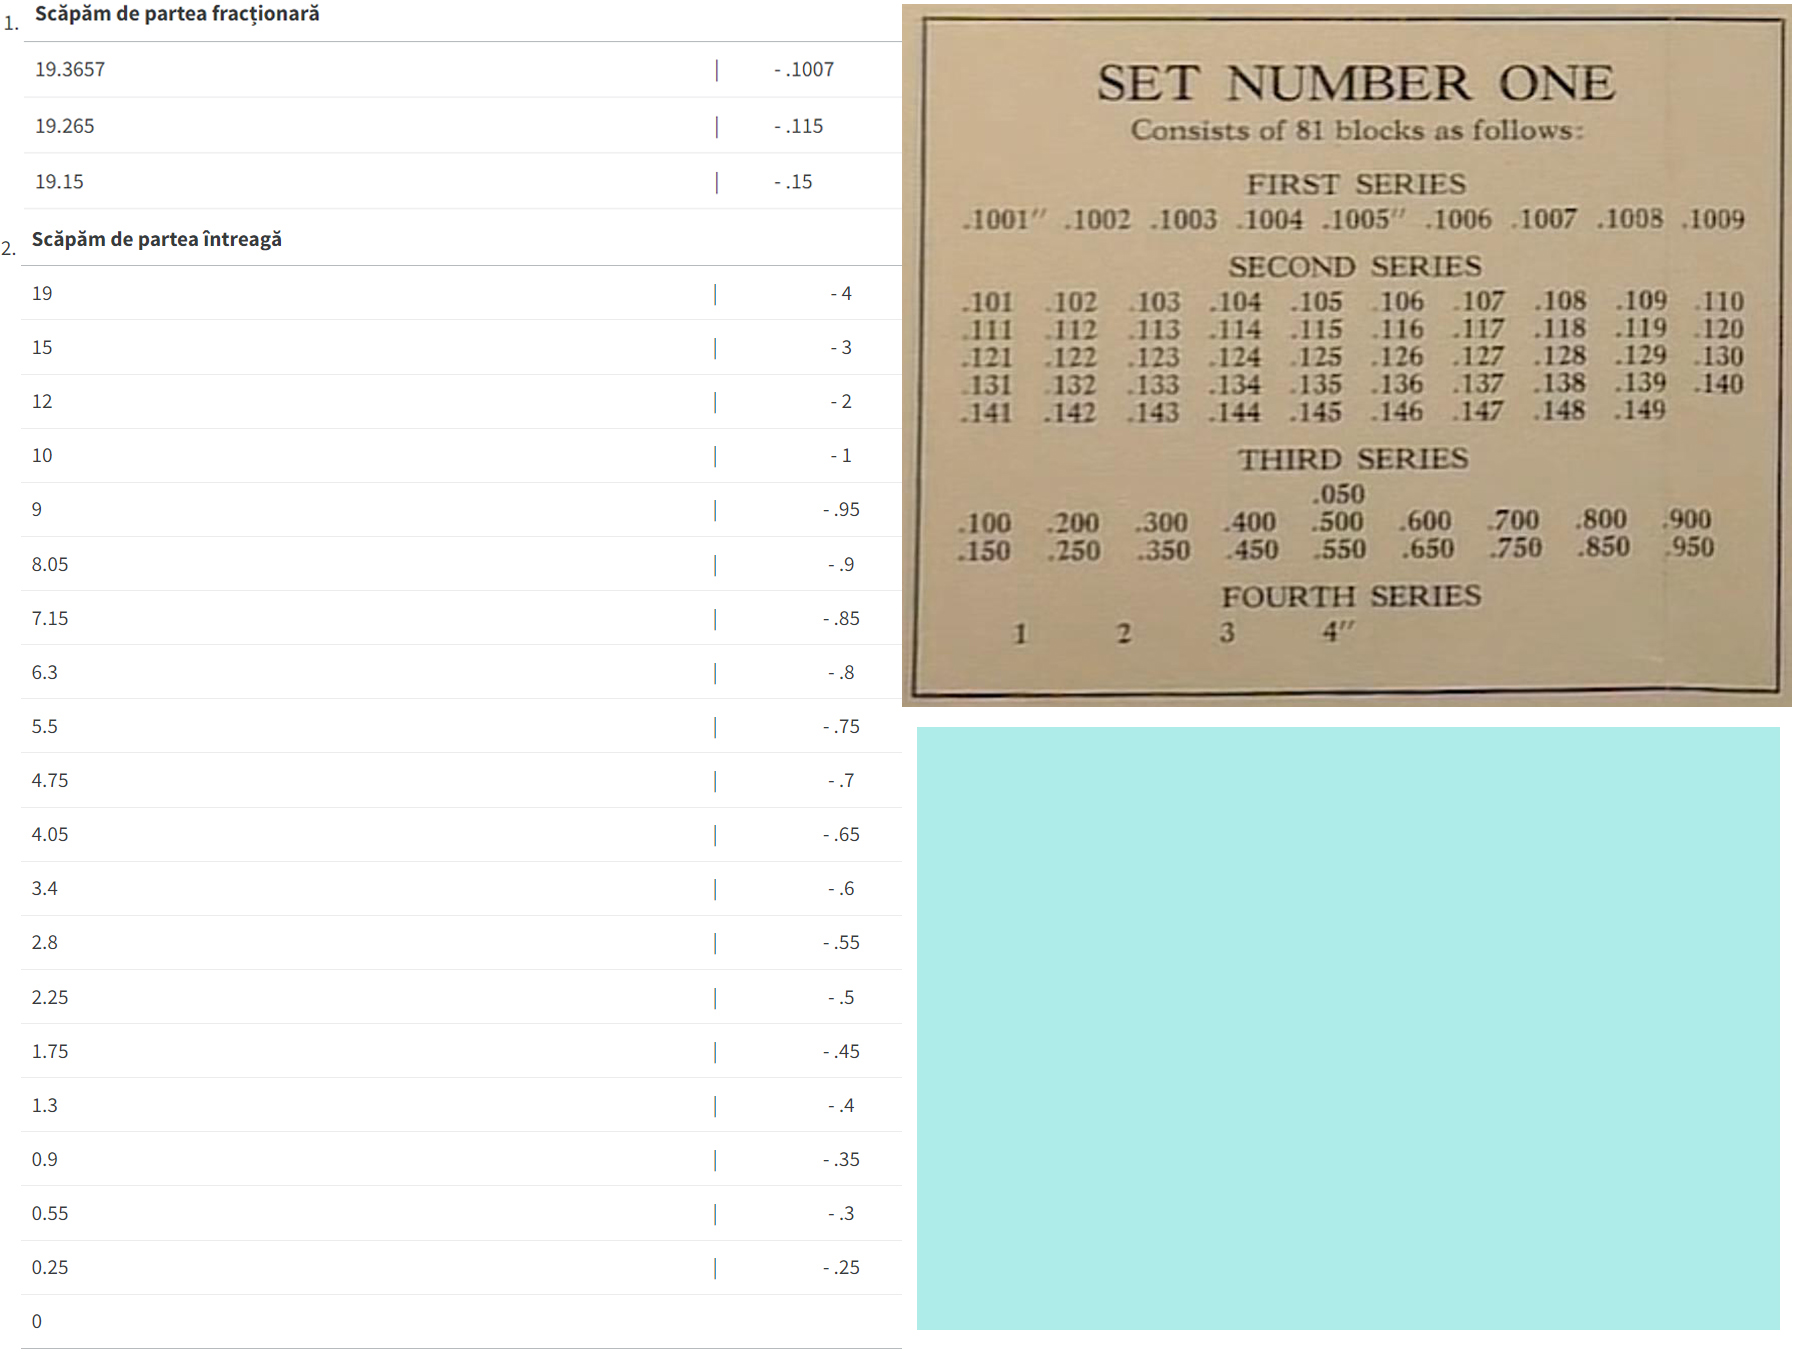 1. Scăpăm de partea fracționară
19.3657 | - .1007
19.265 | - .115
19.15 | - .15
2. Scăpăm de partea întreagă
19 | - 4
15 | - 3
12 | - 2
10 | - 1
9 | - .95
8.05 | - .9
7.15 | - .85
6.3 | - .8
5.5 | - .75
4.75 | - .7
4.05 | - .65
3.4 | - .6
2.8 | - .55
2.25 | - .5
1.75 | - .45
1.3 | - .4
0.9 | - .35
0.55 | - .3
0.25 | - .25
0
SET NUMBER ONE
Consists of 81 blocks as follows:
FIRST SERIES
.1001″ .1002 .1003 .1004 .1005″ .1006 .1007 .1008 .1009
SECOND SERIES
.101 .102 .103 .104 .105 .106 .107 .108 .109 .110
.111 .112 .113 .114 .115 .116 .117 .118 .119 .120
.121 .122 .123 .124 .125 .126 .127 .128 .129 .130
.131 .132 .133 .134 .135 .136 .137 .138 .139 .140
.141 .142 .143 .144 .145 .146 .147 .148 .149
THIRD SERIES
.050
.100 .200 .300 .400 .500 .600 .700 .800 .900
.150 .250 .350 .450 .550 .650 .750 .850 .950
FOURTH SERIES
1 2 3 4″